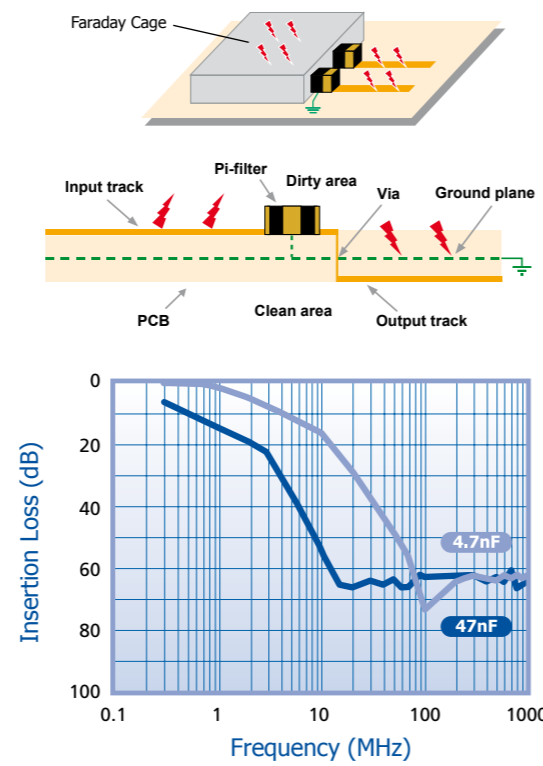 Faraday Cage
Pi-filter
Dirty area
Input track
Via
Ground plane
PCB
Clean area
Output track
Insertion Loss (dB)
0
20
40
60
80
100
4.7nF
47nF
0.1
1
10
100
1000
Frequency (MHz)